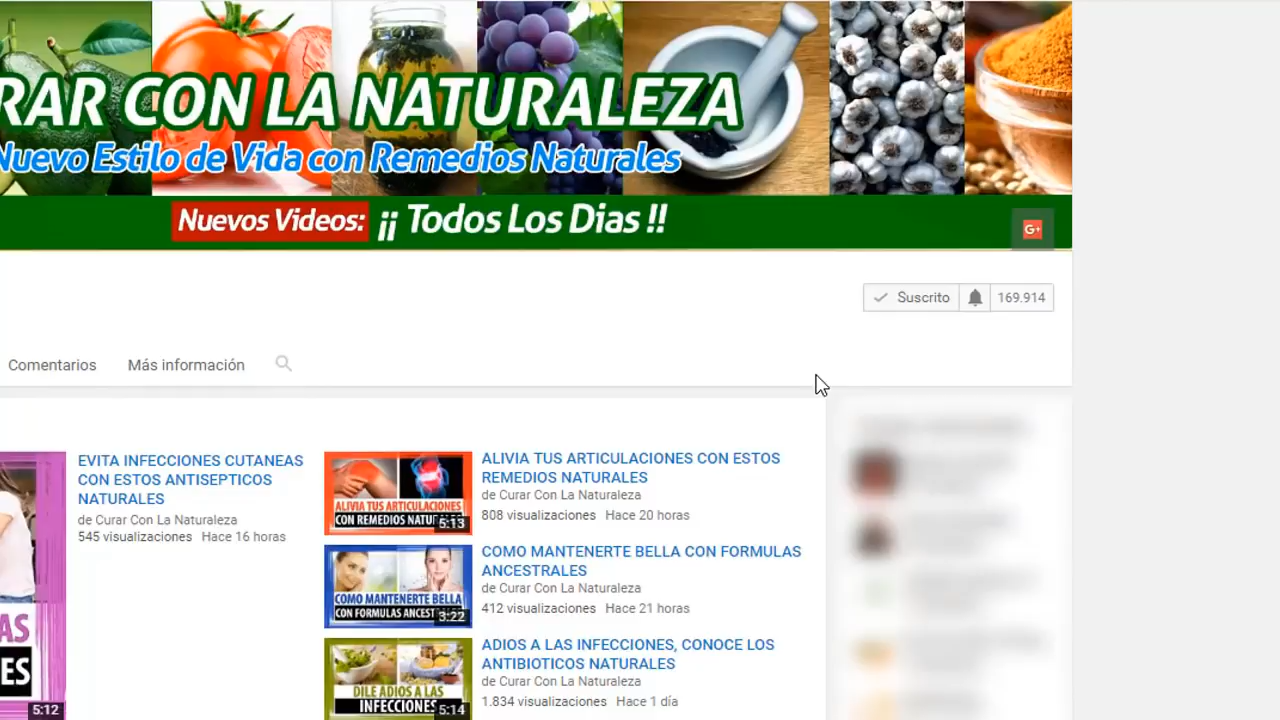 RAR CON LA NATURALEZA
Nuevo Estilo de Vida con Remedios Naturales
Nuevos Videos: ¡¡ Todos Los Dias !!
G+
Suscrito 169.914
Comentarios Más información
EVITA INFECCIONES CUTANEAS
CON ESTOS ANTISEPTICOS
NATURALES
de Curar Con La Naturaleza
545 visualizaciones Hace 16 horas
AS
ES
5:12
ALIVIA TUS ARTICULACIONES
CON REMEDIOS NATUR
5:13
ALIVIA TUS ARTICULACIONES CON ESTOS
REMEDIOS NATURALES
de Curar Con La Naturaleza
808 visualizaciones Hace 20 horas
COMO MANTENERTE BELLA
CON FORMULAS ANCEST
3:22
COMO MANTENERTE BELLA CON FORMULAS
ANCESTRALES
de Curar Con La Naturaleza
412 visualizaciones Hace 21 horas
DILE ADIOS A LAS
INFECCIONES
5:14
ADIOS A LAS INFECCIONES, CONOCE LOS
ANTIBIOTICOS NATURALES
de Curar Con La Naturaleza
1.834 visualizaciones Hace 1 día